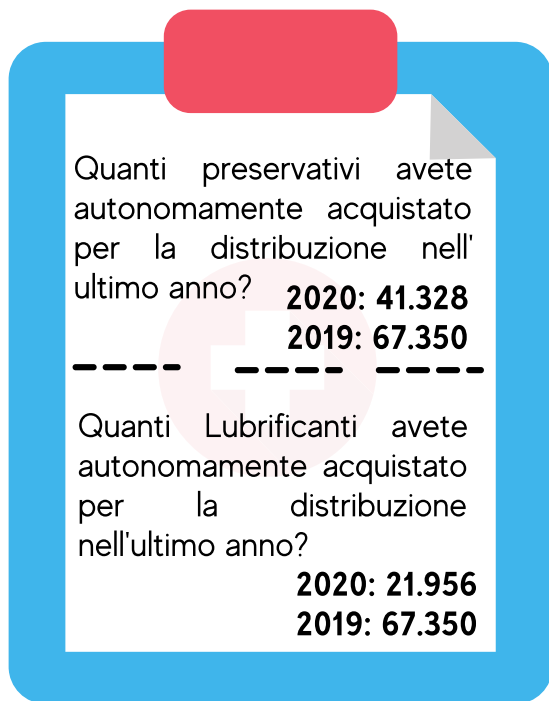 Quanti preservativi avete
autonomamente acquistato
per la distribuzione nell'
ultimo anno?
2020: 41.328
2019: 67.350
Quanti Lubrificanti avete
autonomamente acquistato
per la distribuzione
nell'ultimo anno?
2020: 21.956
2019: 67.350